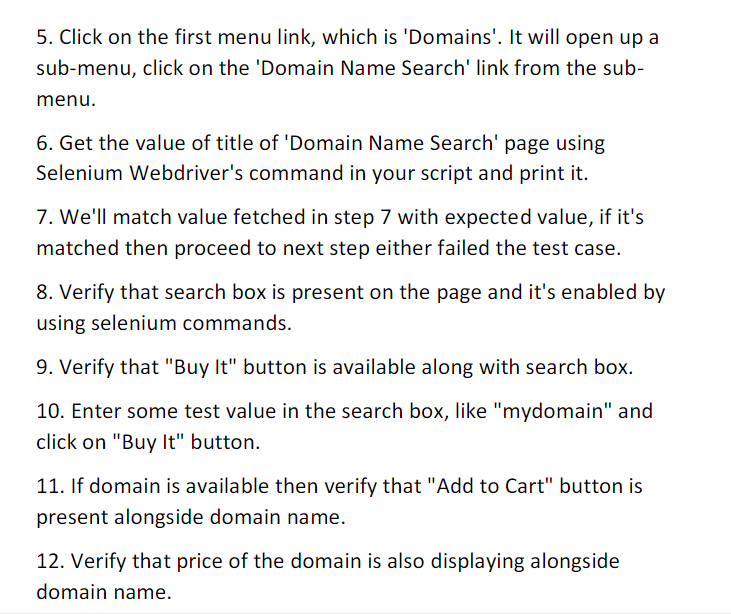 5. Click on the first menu link, which is 'Domains'. It will open up a
sub-menu, click on the 'Domain Name Search' link from the sub-
menu.
6. Get the value of title of 'Domain Name Search' page using
Selenium Webdriver's command in your script and print it.
7. We'll match value fetched in step 7 with expected value, if it's
matched then proceed to next step either failed the test case.
8. Verify that search box is present on the page and it's enabled by
using selenium commands.
9. Verify that "Buy It" button is available along with search box.
10. Enter some test value in the search box, like "mydomain" and
click on "Buy It" button.
11. If domain is available then verify that "Add to Cart" button is
present alongside domain name.
12. Verify that price of the domain is also displaying alongside
domain name.